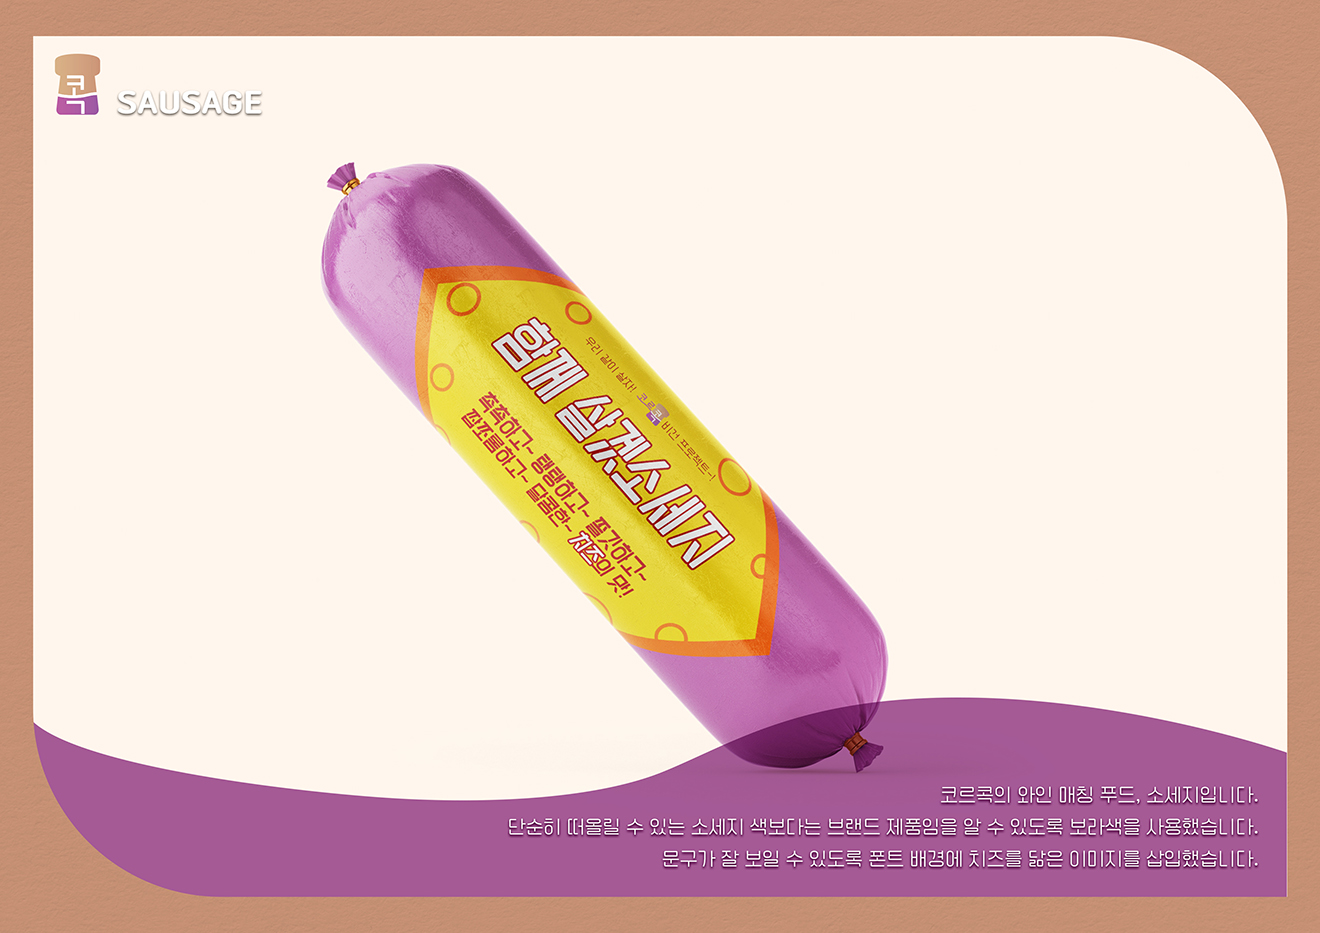 콕
SAUSAGE
우리 같이 살자! 코르콕 비건 프로젝트~!
함께 살겠소세지
촉촉하고~ 탱탱하고~ 쫄깃하고~
짭쪼롬하고~ 달콤한~ 치즈의 맛!
코르콕의 와인 매칭 푸드, 소세지입니다.
단순히 떠올릴 수 있는 소세지 색보다는 브랜드 제품임을 알 수 있도록 보라색을 사용했습니다.
문구가 잘 보일 수 있도록 폰트 배경에 치즈를 닮은 이미지를 삽입했습니다.